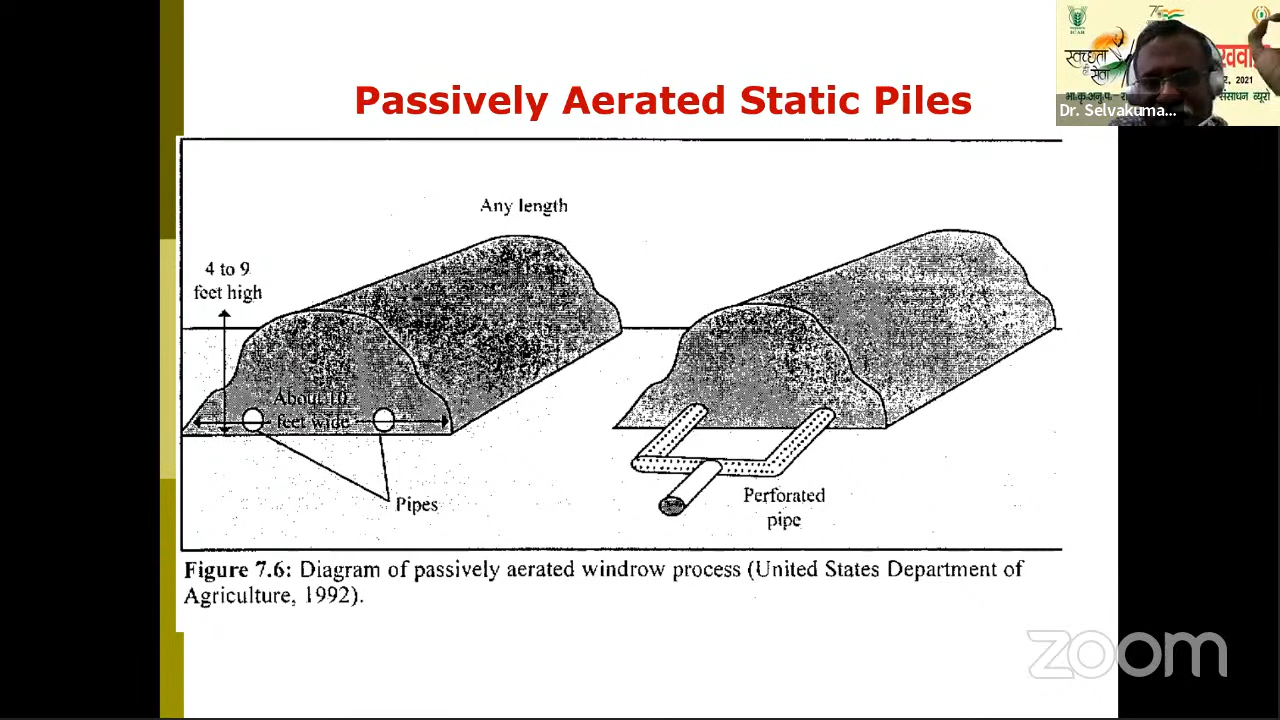 Passively Aerated Static Piles
Any length
4 to 9
feet high
About 10
feet wide
Pipes
Perforated
pipe
Figure 7.6: Diagram of passively aerated windrow process (United States Department of
Agriculture, 1992).
ICAR
स्वच्छता
ही सेवा
2021
Dr. Selvakuma...
zoom